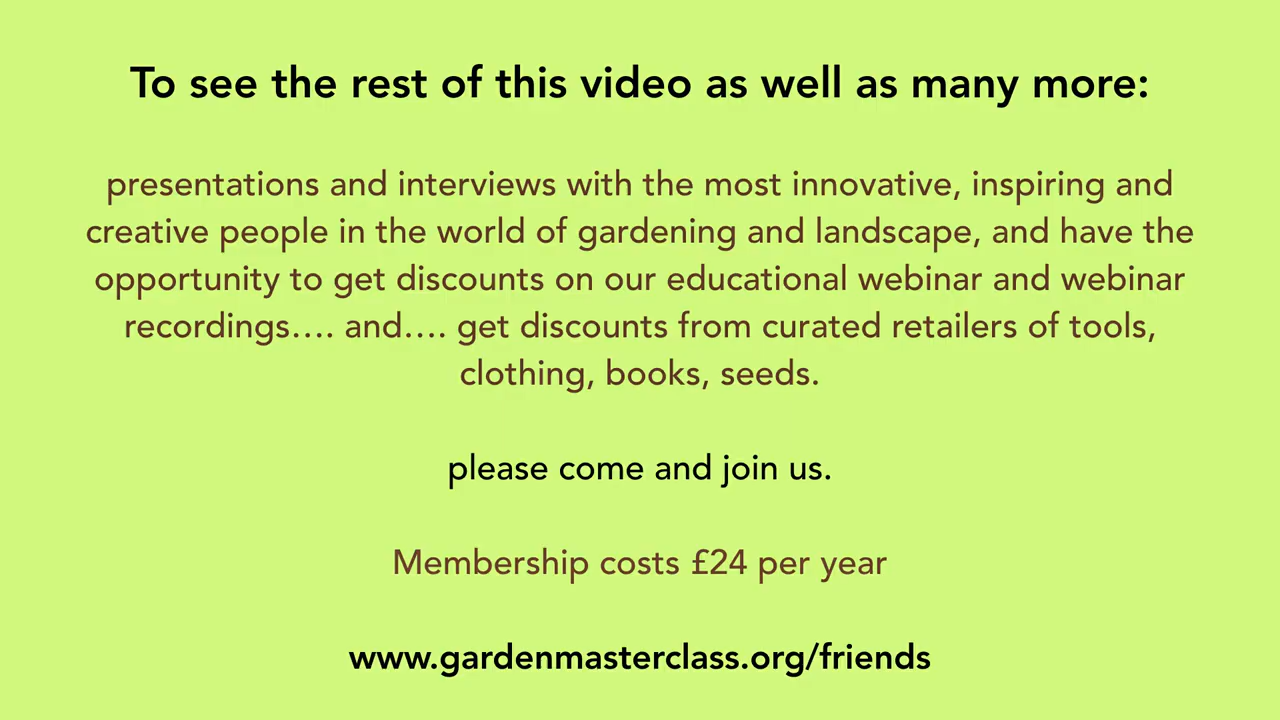 To see the rest of this video as well as many more:
presentations and interviews with the most innovative, inspiring and
creative people in the world of gardening and landscape, and have the
opportunity to get discounts on our educational webinar and webinar
recordings…. and…. get discounts from curated retailers of tools,
clothing, books, seeds.
please come and join us.
Membership costs £24 per year
www.gardenmasterclass.org/friends